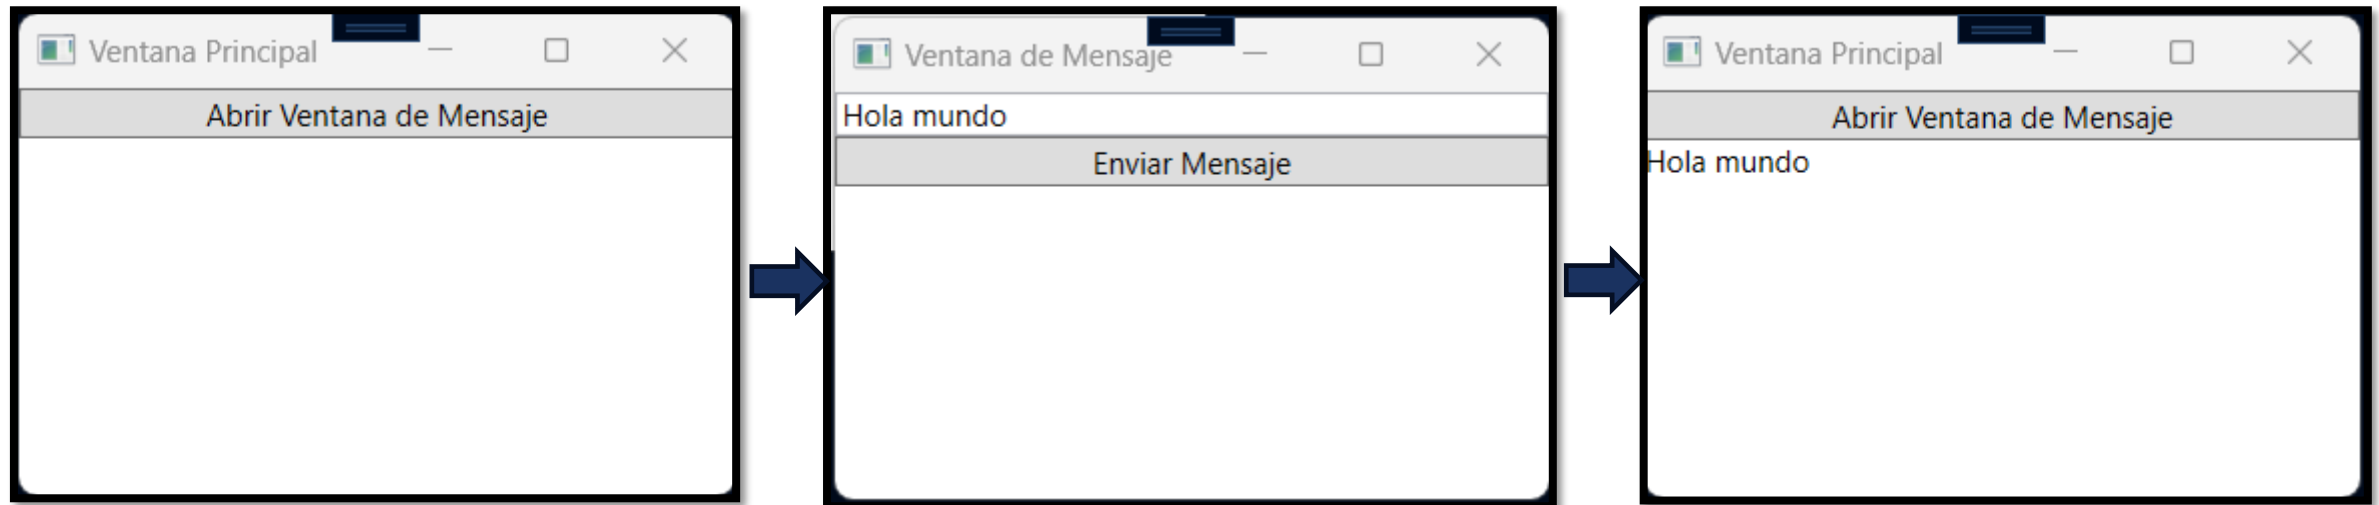 Ventana Principal
Abrir Ventana de Mensaje
Ventana de Mensaje
Hola mundo
Enviar Mensaje
Ventana Principal
Abrir Ventana de Mensaje
Hola mundo